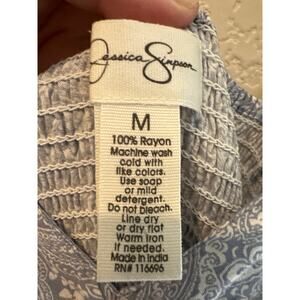 Jessica Simpson
M
100% Rayon
Machine wash
cold with
like colors.
Use soap
or mild
detergent.
Do not bleach.
Line dry
or dry flat
Warm iron
if needed.
Made in India
RN# 116696